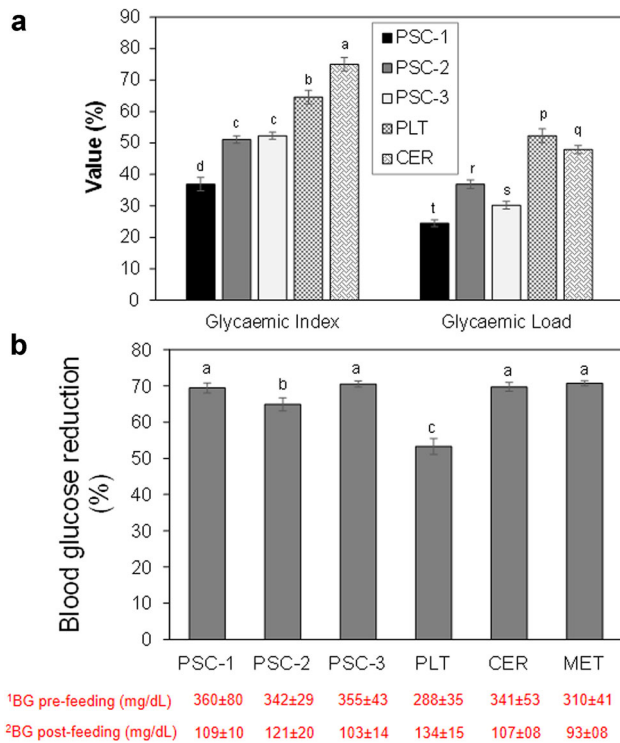 a
90
80
70
60
50
40
30
20
10
0
Value (%)
PSC-1
PSC-2
PSC-3
PLT
CER
d
c
c
b
a
t
r
s
p
q
Glycaemic Index Glycaemic Load
b
80
70
60
50
40
30
20
10
0
Blood glucose reduction
(%)
a
b
a
c
a
a
PSC-1 PSC-2 PSC-3 PLT CER MET
¹BG pre-feeding (mg/dL) 360±80 342±29 355±43 288±35 341±53 310±41
²BG post-feeding (mg/dL) 109±10 121±20 103±14 134±15 107±08 93±08